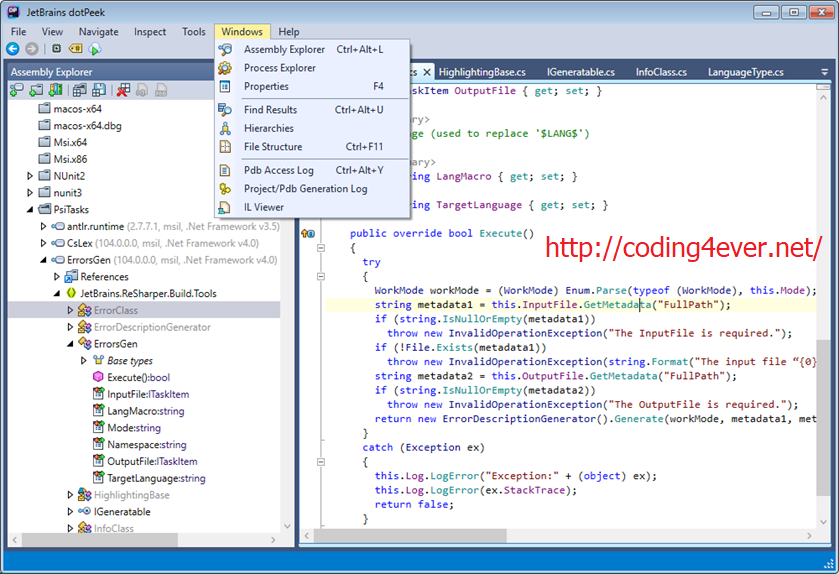 JetBrains dotPeek
File View Navigate Inspect Tools Windows Help
Assembly Explorer Ctrl+Alt+L
Process Explorer
Properties F4
Find Results Ctrl+Alt+U
Hierarchies
File Structure Ctrl+F11
Pdb Access Log Ctrl+Alt+Y
Project/Pdb Generation Log
IL Viewer
Assembly Explorer
macos-x64
macos-x64.dbg
Msi.x64
Msi.x86
NUnit2
nunit3
PsiTasks
antlr.runtime (2.7.7.1, msil, .Net Framework v3.5)
CsLex (104.0.0.0, msil, .Net Framework v4.0)
ErrorsGen (104.0.0.0, msil, .Net Framework v4.0)
References
JetBrains.ReSharper.Build.Tools
ErrorClass
ErrorDescriptionGenerator
ErrorsGen
Base types
Execute():bool
InputFile:ITaskItem
LangMacro:string
Mode:string
Namespace:string
OutputFile:ITaskItem
TargetLanguage:string
HighlightingBase
IGeneratable
InfoClass
cs HighlightingBase.cs IGeneratable.cs InfoClass.cs LanguageType.cs
skItem OutputFile { get; set; }
ary>
ge (used to replace '$LANG$')
ary>
ing LangMacro { get; set; }
ing TargetLanguage { get; set; }
public override bool Execute()
http://coding4ever.net/
{
try
{
WorkMode workMode = (WorkMode) Enum.Parse(typeof (WorkMode), this.Mode);
string metadata1 = this.InputFile.GetMetadata("FullPath");
if (string.IsNullOrEmpty(metadata1))
throw new InvalidOperationException("The InputFile is required.");
if (!File.Exists(metadata1))
throw new InvalidOperationException(string.Format("The input file “{0}
string metadata2 = this.OutputFile.GetMetadata("FullPath");
if (string.IsNullOrEmpty(metadata2))
throw new InvalidOperationException("The OutputFile is required.");
return new ErrorDescriptionGenerator().Generate(workMode, metadata1, met
}
catch (Exception ex)
{
this.Log.LogError("Exception:" + (object) ex);
this.Log.LogError(ex.StackTrace);
return false;
}